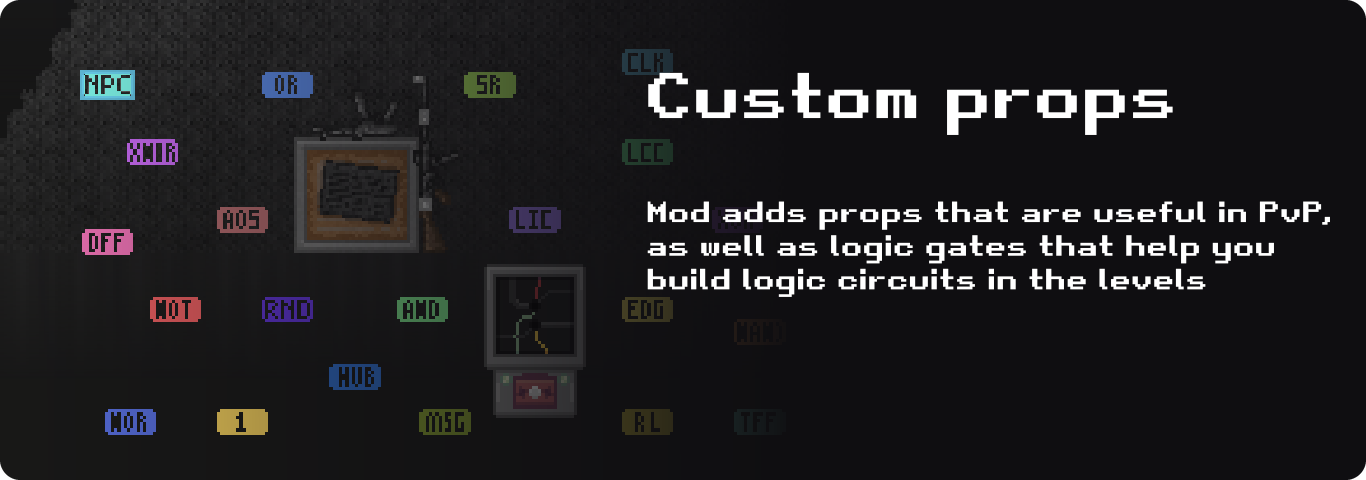 CLK
NPC
OR
SR
Custom props
XNOR
LCC
AOS
LIC
Mod adds props that are useful in PvP,
DFF
as well as logic gates that help you
build logic circuits in the levels
NOT
RND
AND
EDG
NAND
HUB
NOR
1
MSG
RL
TFF